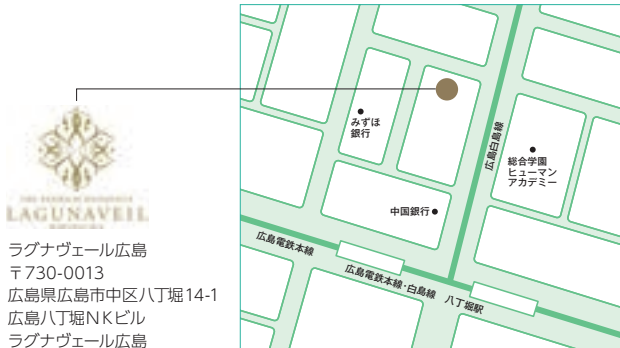 LAGUNAVEIL
ラグナヴェール広島
〒730-0013
広島県広島市中区八丁堀14-1
広島八丁堀NKビル
ラグナヴェール広島
みずほ
銀行
広島白島線
総合学園
ヒューマン
アカデミー
中国銀行
広島電鉄本線
広島電鉄本線・白島線
八丁堀駅